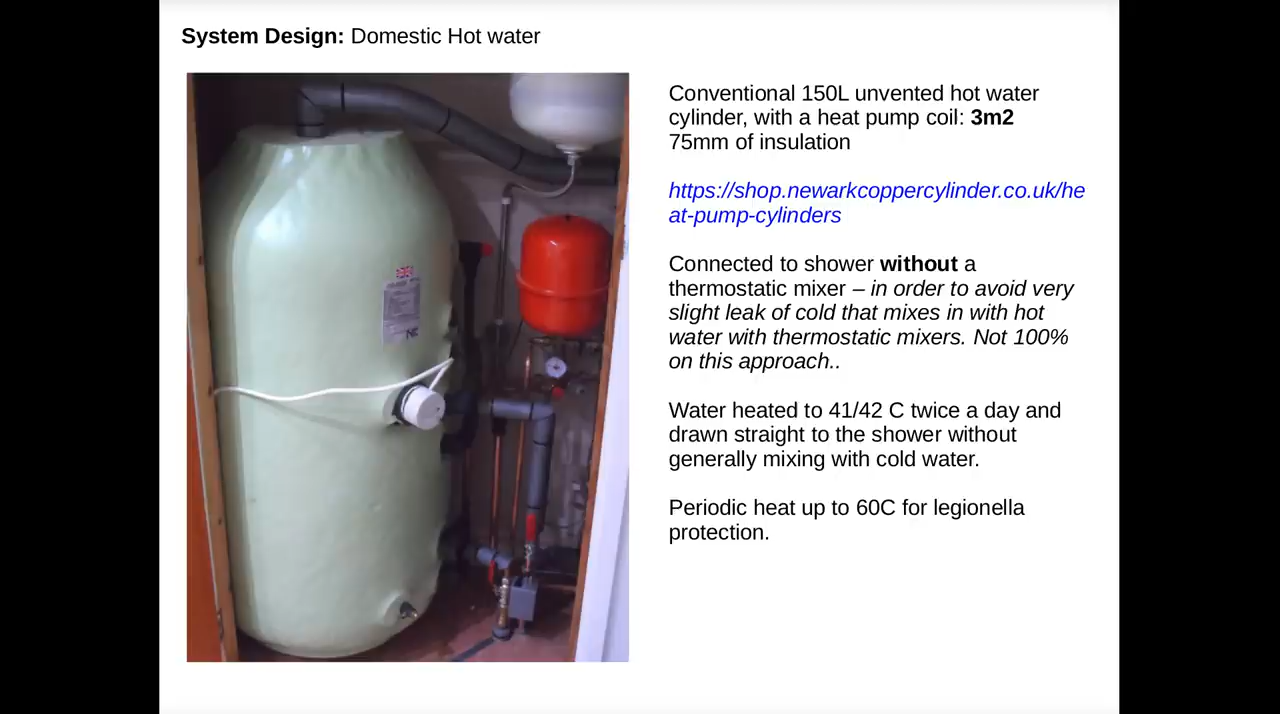 System Design: Domestic Hot water
Conventional 150L unvented hot water
cylinder, with a heat pump coil: 3m2
75mm of insulation
https://shop.newarkcoppercylinder.co.uk/he
at-pump-cylinders
Connected to shower without a
thermostatic mixer – in order to avoid very
slight leak of cold that mixes in with hot
water with thermostatic mixers. Not 100%
on this approach..
Water heated to 41/42 C twice a day and
drawn straight to the shower without
generally mixing with cold water.
Periodic heat up to 60C for legionella
protection.